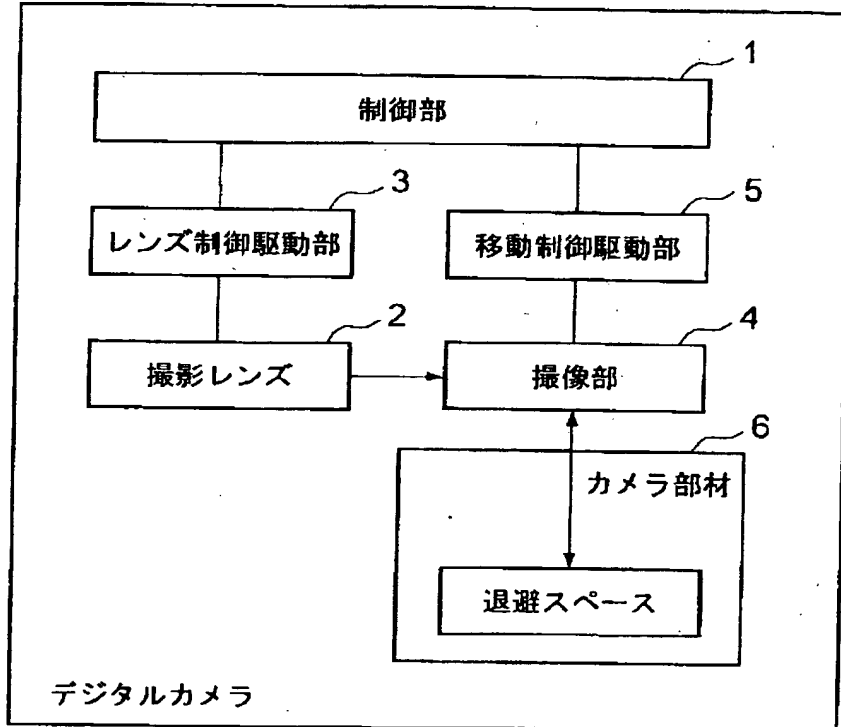 1
制御部
3
5
レンズ制御駆動部
移動制御駆動部
2
4
撮影レンズ
撮像部
6
カメラ部材
退避スペース
デジタルカメラ